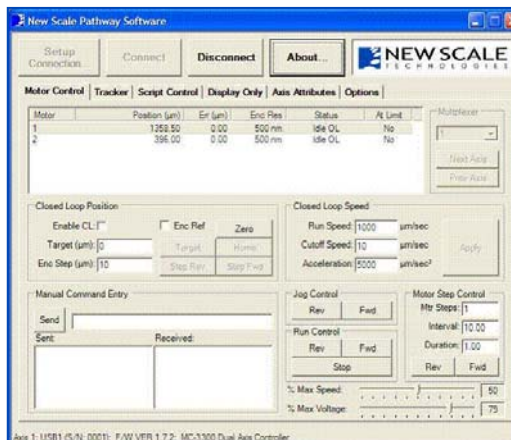 New Scale Pathway Software
Setup Connection... Connect Disconnect About... NEW SCALE TECHNOLOGIES
Motor Control Tracker Script Control Display Only Axis Attributes Options
Motor Position (µm) Err (µm) Enc Res Status At Limit
1 1358.50 0.00 500 nm Idle OL No
2 396.00 0.00 500 nm Idle OL No
Multiplexer
1
Next Axis
Prev Axis
Closed Loop Position
Enable CL: Enc Ref Zero
Target (µm): 0 Target Home
Enc Step (µm): 10 Step Rev Step Fwd
Closed Loop Speed
Run Speed: 1000 µm/sec
Cutoff Speed: 10 µm/sec
Acceleration: 5000 µm/sec²
Apply
Manual Command Entry
Send
Sent: Received:
Jog Control
Rev Fwd
Run Control
Rev Fwd
Stop
Motor Step Control
Mtr Steps: 1
Interval: 10.00
Duration: 1.00
Rev Fwd
% Max Speed: 50
% Max Voltage: 75
Axis 1: USB1 (S/N: 0001); F/W VER 1.7.2; MC-3300 Dual Axis Controller